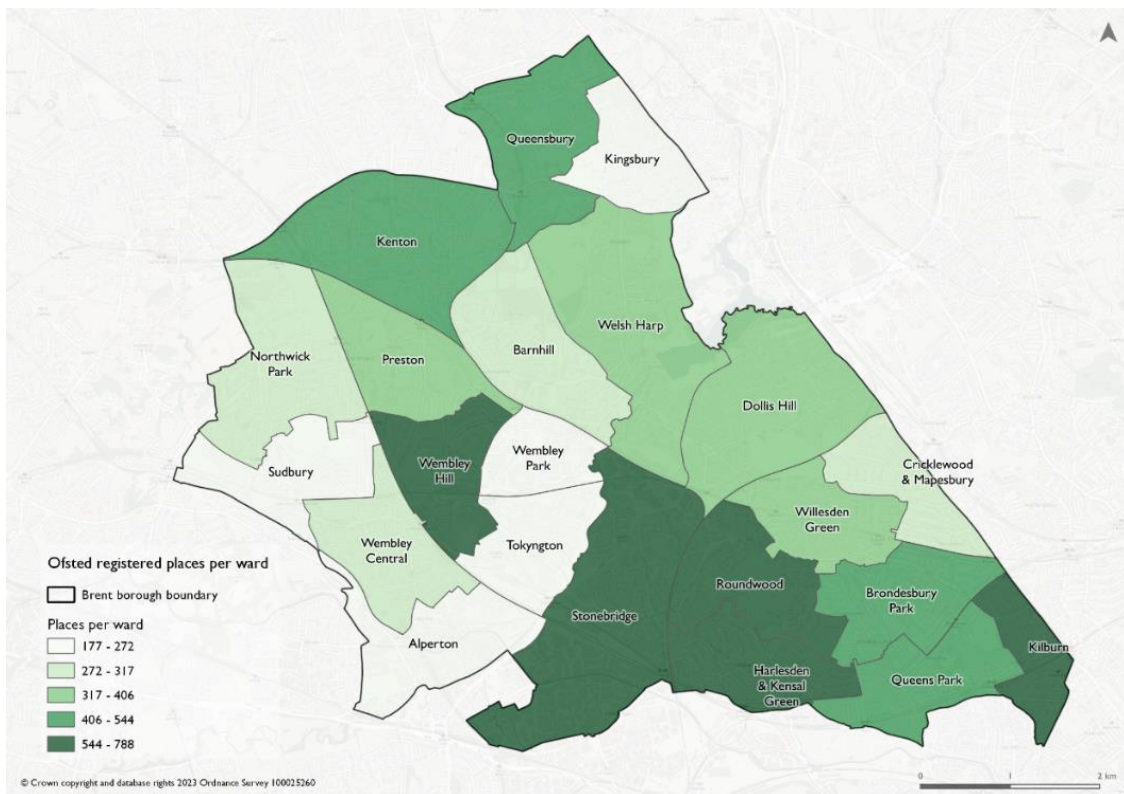 Queensbury
Kingsbury
Kenton
Welsh Harp
Northwick
Park
Preston
Barnhill
Dollis Hill
Sudbury
Wembley
Hill
Wembley
Park
Cricklewood
& Mapesbury
Willesden
Green
Wembley
Central
Tokyngton
Roundwood
Brondesbury
Park
Stonebridge
Alperton
Kilburn
Harlesden
& Kensal
Green
Queens Park
Ofsted registered places per ward
Brent borough boundary
Places per ward
177 - 272
272 - 317
317 - 406
406 - 544
544 - 788
© Crown copyright and database rights 2023 Ordnance Survey 100025260
0 1 2 km